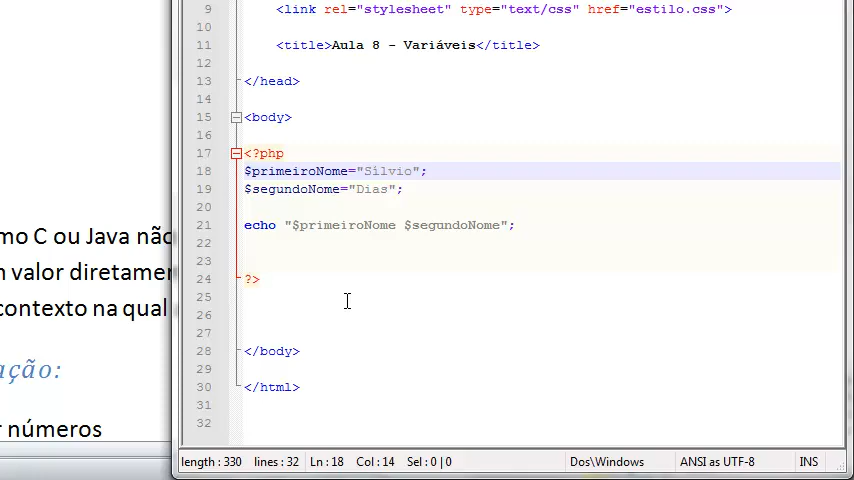 9 <link rel="stylesheet" type="text/css" href="estilo.css">
10
11 <title>Aula 8 - Variáveis</title>
12
13 </head>
14
15 <body>
16
17 <?php
18 $primeiroNome="Sílvio";
19 $segundoNome="Dias";
20
21 echo "$primeiroNome $segundoNome";
22
23
24 ?>
25
26
27
28 </body>
29
30 </html>
31
32
mo C ou Java não
valor diretamen
contexto na qual
ação:
r números
length : 330 lines : 32 Ln : 18 Col : 14 Sel : 0 | 0 Dos\Windows ANSI as UTF-8 INS